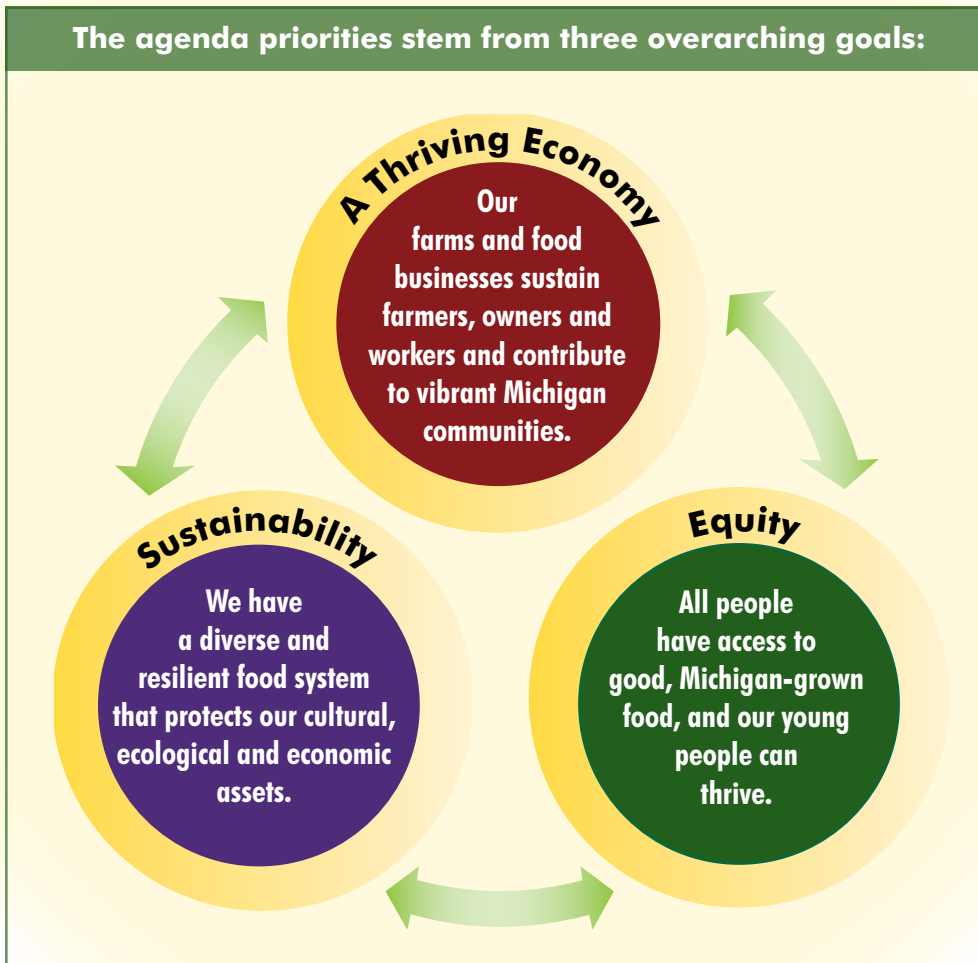 The agenda priorities stem from three overarching goals:
A Thriving Economy
Our
farms and food
businesses sustain
farmers, owners and
workers and contribute
to vibrant Michigan
communities.
Sustainability
We have
a diverse and
resilient food system
that protects our cultural,
ecological and economic
assets.
Equity
All people
have access to
good, Michigan-grown
food, and our young
people can
thrive.